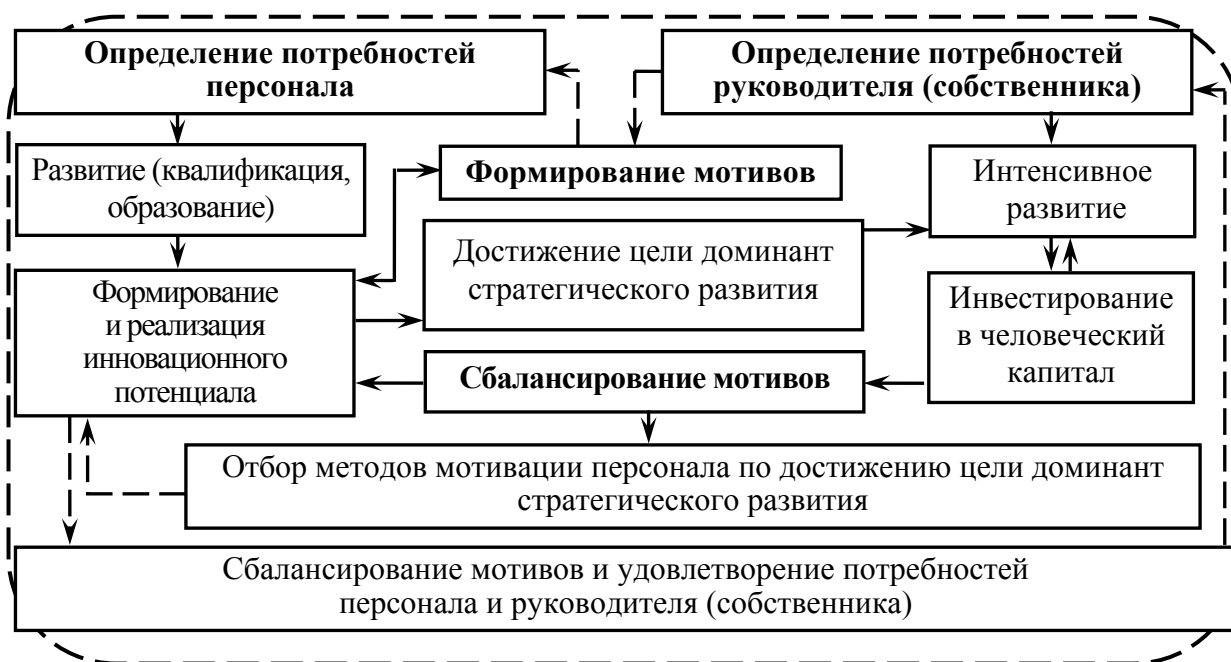 Определение потребностей
персонала
Определение потребностей
руководителя (собственника)
Развитие (квалификация,
образование)
Формирование мотивов
Интенсивное
развитие
Достижение цели доминант
стратегического развития
Формирование
и реализация
инновационного
потенциала
Инвестирование
в человеческий
капитал
Сбалансирование мотивов
Отбор методов мотивации персонала по достижению цели доминант
стратегического развития
Сбалансирование мотивов и удовлетворение потребностей
персонала и руководителя (собственника)